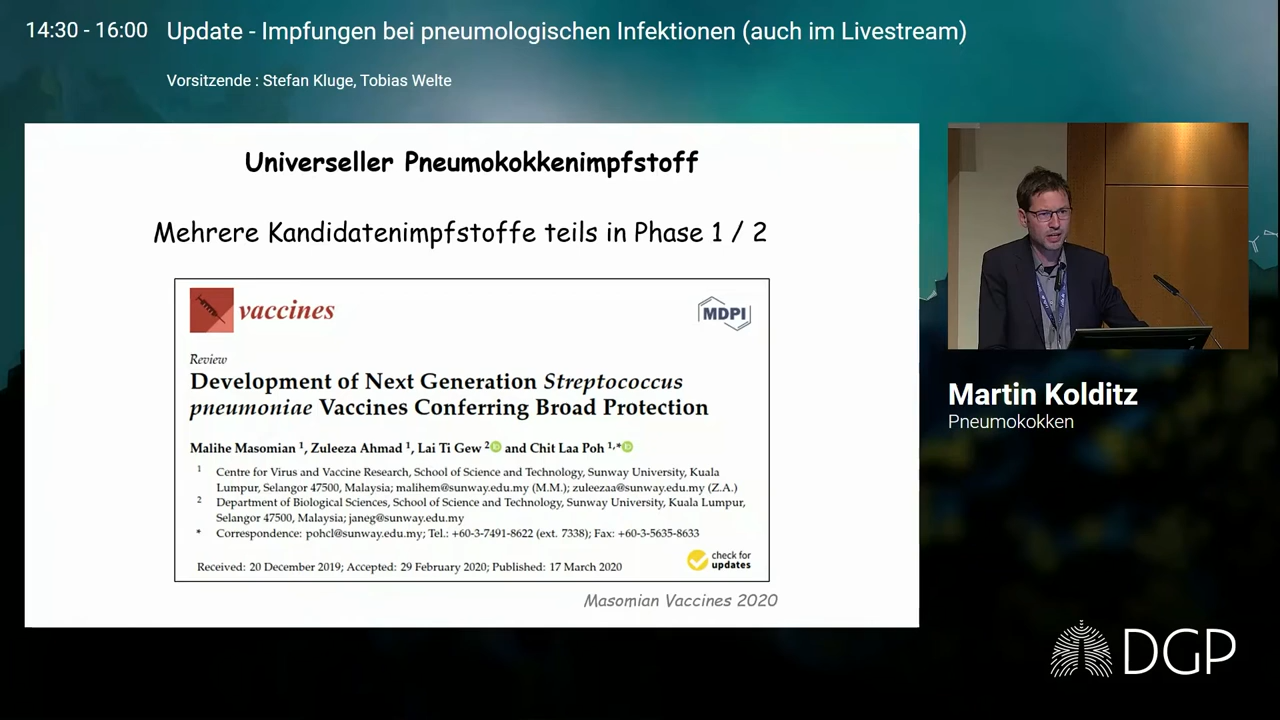 14:30 - 16:00 Update - Impfungen bei pneumologischen Infektionen (auch im Livestream)
Vorsitzende : Stefan Kluge, Tobias Welte
Universeller Pneumokokkenimpfstoff
Mehrere Kandidatenimpfstoffe teils in Phase 1 / 2
vaccines
MDPI
Review
Development of Next Generation Streptococcus
pneumoniae Vaccines Conferring Broad Protection
Malihe Masomian 1, Zuleeza Ahmad 1, Lai Ti Gew 2 iD and Chit Laa Poh 1,* iD
1 Centre for Virus and Vaccine Research, School of Science and Technology, Sunway University, Kuala
Lumpur, Selangor 47500, Malaysia; malihem@sunway.edu.my (M.M.); zuleezaa@sunway.edu.my (Z.A.)
2 Department of Biological Sciences, School of Science and Technology, Sunway University, Kuala Lumpur,
Selangor 47500, Malaysia; janeg@sunway.edu.my
* Correspondence: pohcl@sunway.edu.my; Tel.: +60-3-7491-8622 (ext. 7338); Fax: +60-3-5635-8633
Received: 20 December 2019; Accepted: 29 February 2020; Published: 17 March 2020
check for
updates
Masomian Vaccines 2020
Martin Kolditz
Pneumokokken
DGP